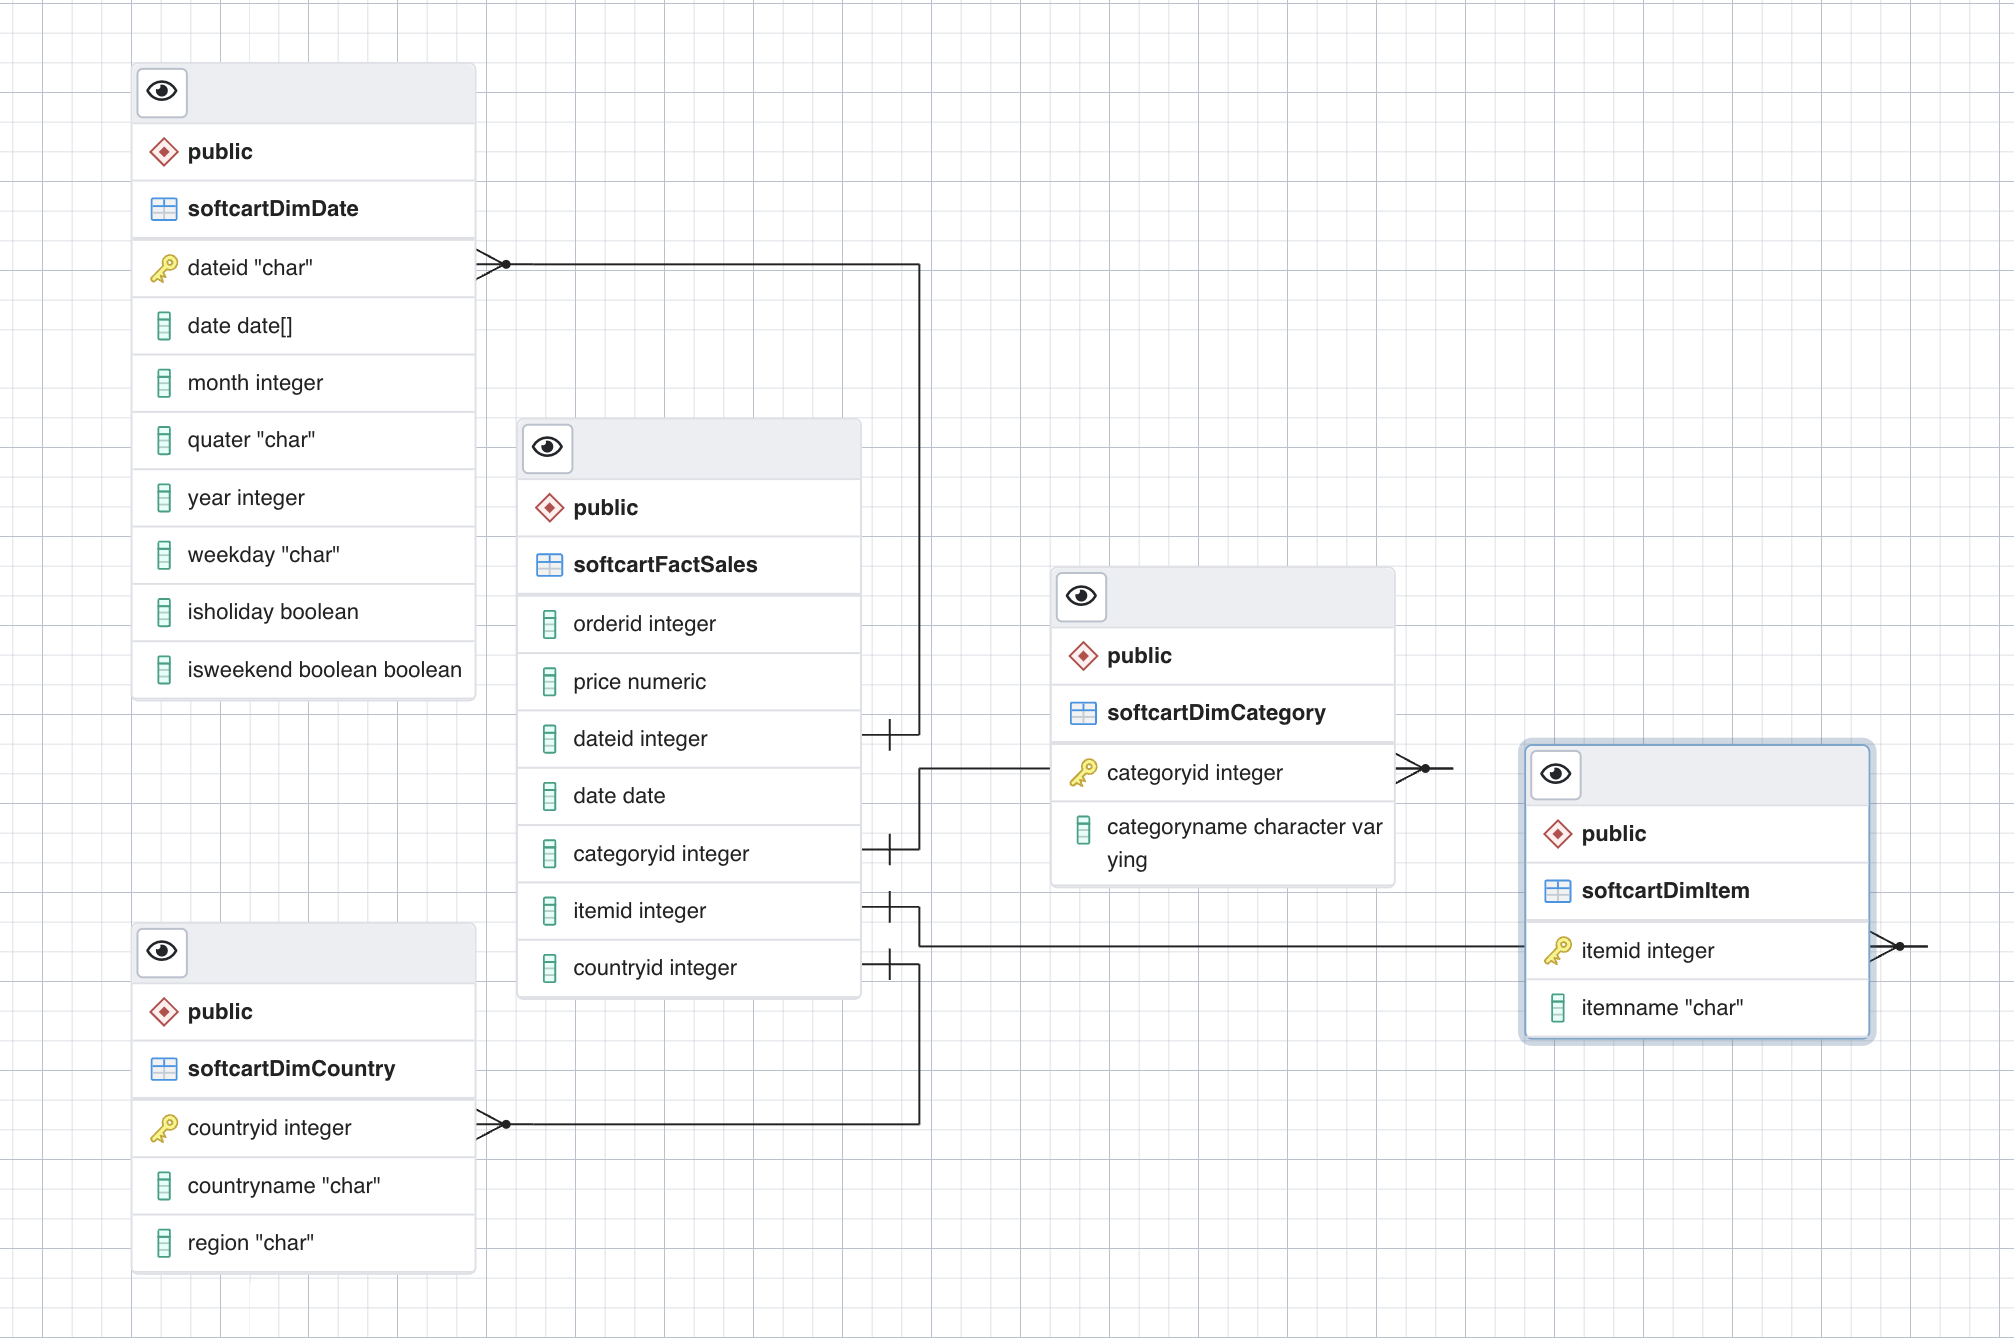 public
softcartDimDate
dateid "char"
date date[]
month integer
quater "char"
year integer
weekday "char"
isholiday boolean
isweekend boolean boolean
public
softcartFactSales
orderid integer
price numeric
dateid integer
date date
categoryid integer
itemid integer
countryid integer
public
softcartDimCategory
categoryid integer
categoryname character var
ying
public
softcartDimItem
itemid integer
itemname "char"
public
softcartDimCountry
countryid integer
countryname "char"
region "char"